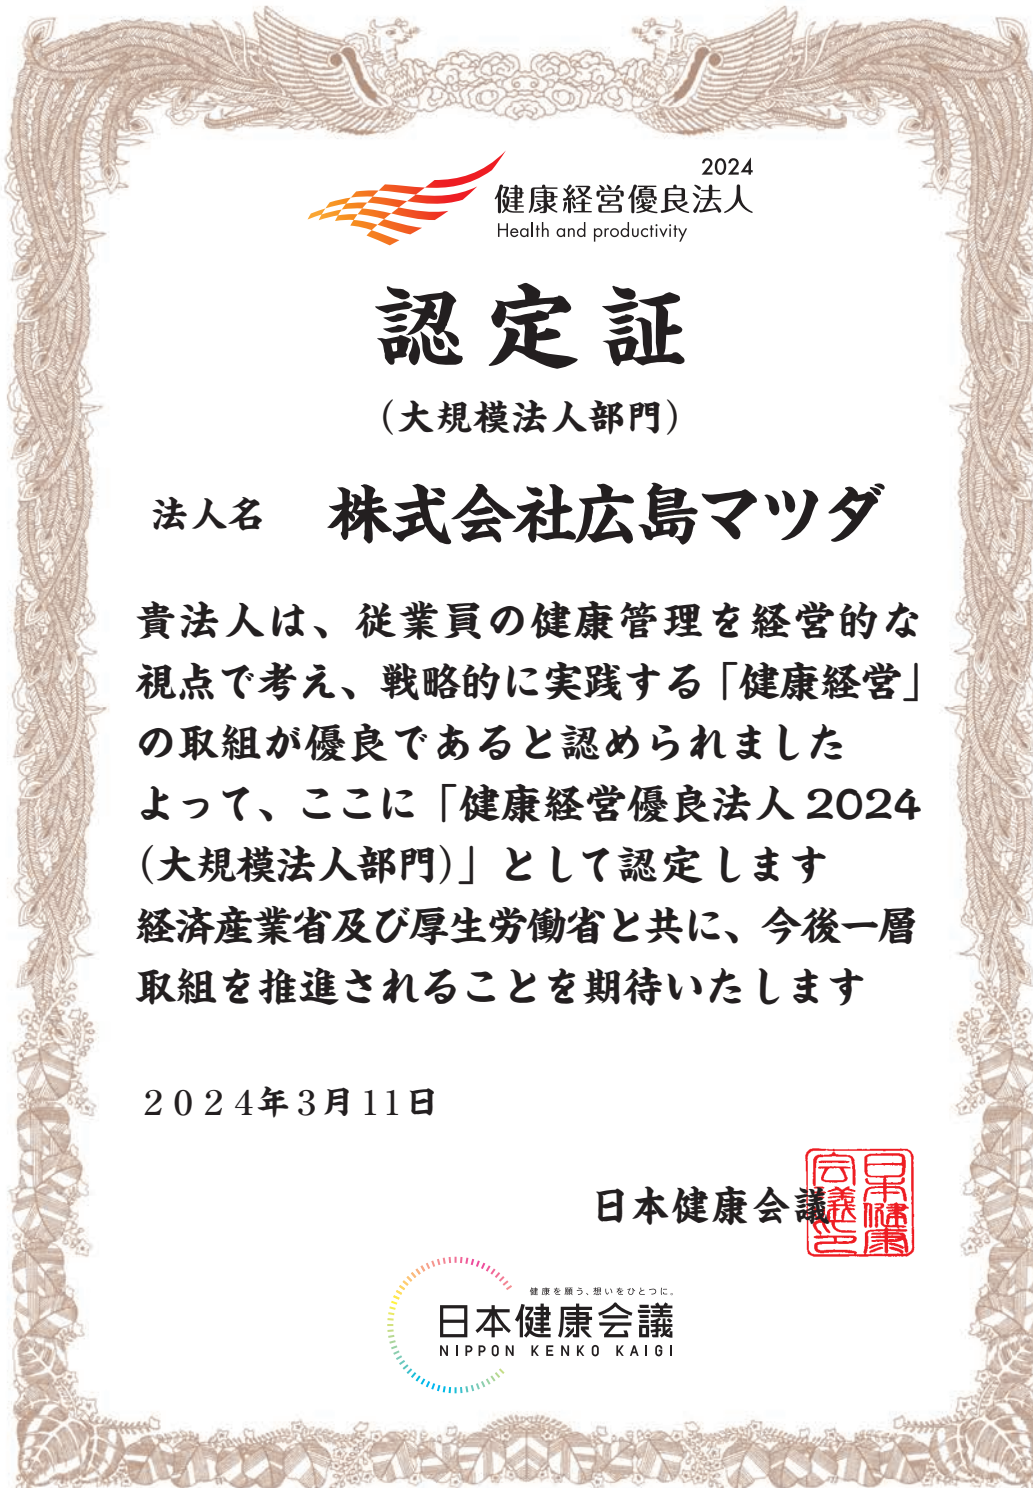 2024
健康経営優良法人
Health and productivity
認定証
（大規模法人部門）
法人名　株式会社広島マツダ
貴法人は、従業員の健康管理を経営的な
視点で考え、戦略的に実践する「健康経営」
の取組が優良であると認められました
よって、ここに「健康経営優良法人2024
（大規模法人部門）」として認定します
経済産業省及び厚生労働省と共に、今後一層
取組を推進されることを期待いたします
2024年3月11日
日本健康会議
日本健康会議印
健康を願う、想いをひとつに。
日本健康会議
NIPPON KENKO KAIGI